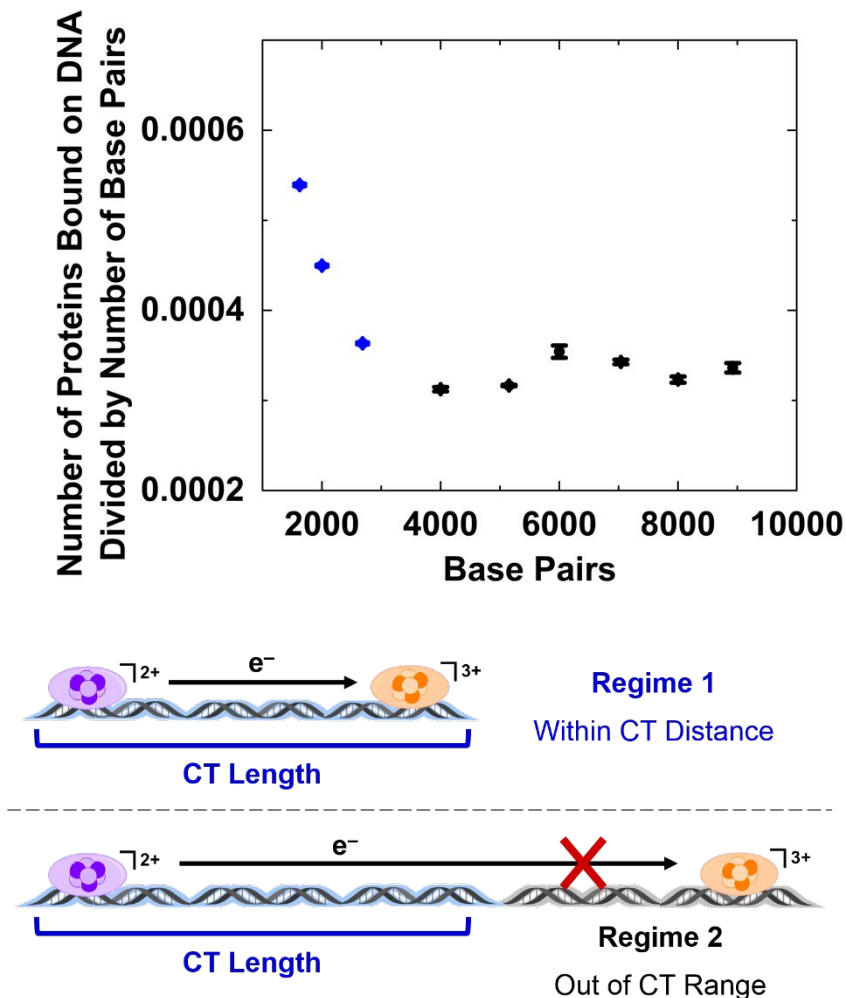 Number of Proteins Bound on DNA
Divided by Number of Base Pairs
0.0006
0.0004
0.0002
2000 4000 6000 8000 10000
Base Pairs
2+ e⁻ 3+
Regime 1
Within CT Distance
CT Length
2+ e⁻ 3+
CT Length
Regime 2
Out of CT Range